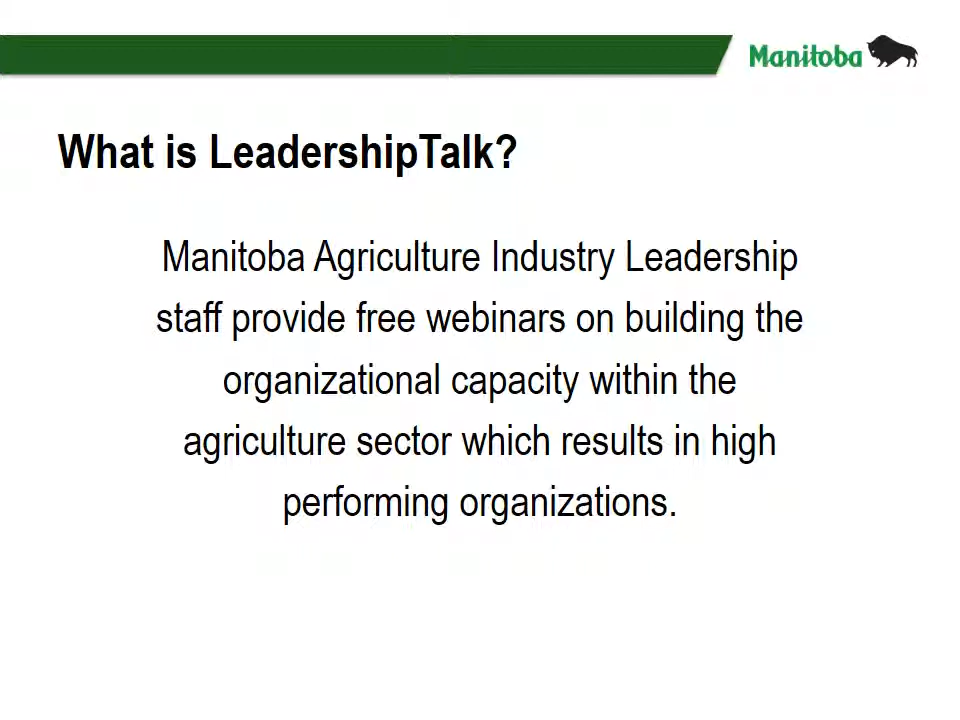 Manitoba
What is LeadershipTalk?
Manitoba Agriculture Industry Leadership
staff provide free webinars on building the
organizational capacity within the
agriculture sector which results in high
performing organizations.